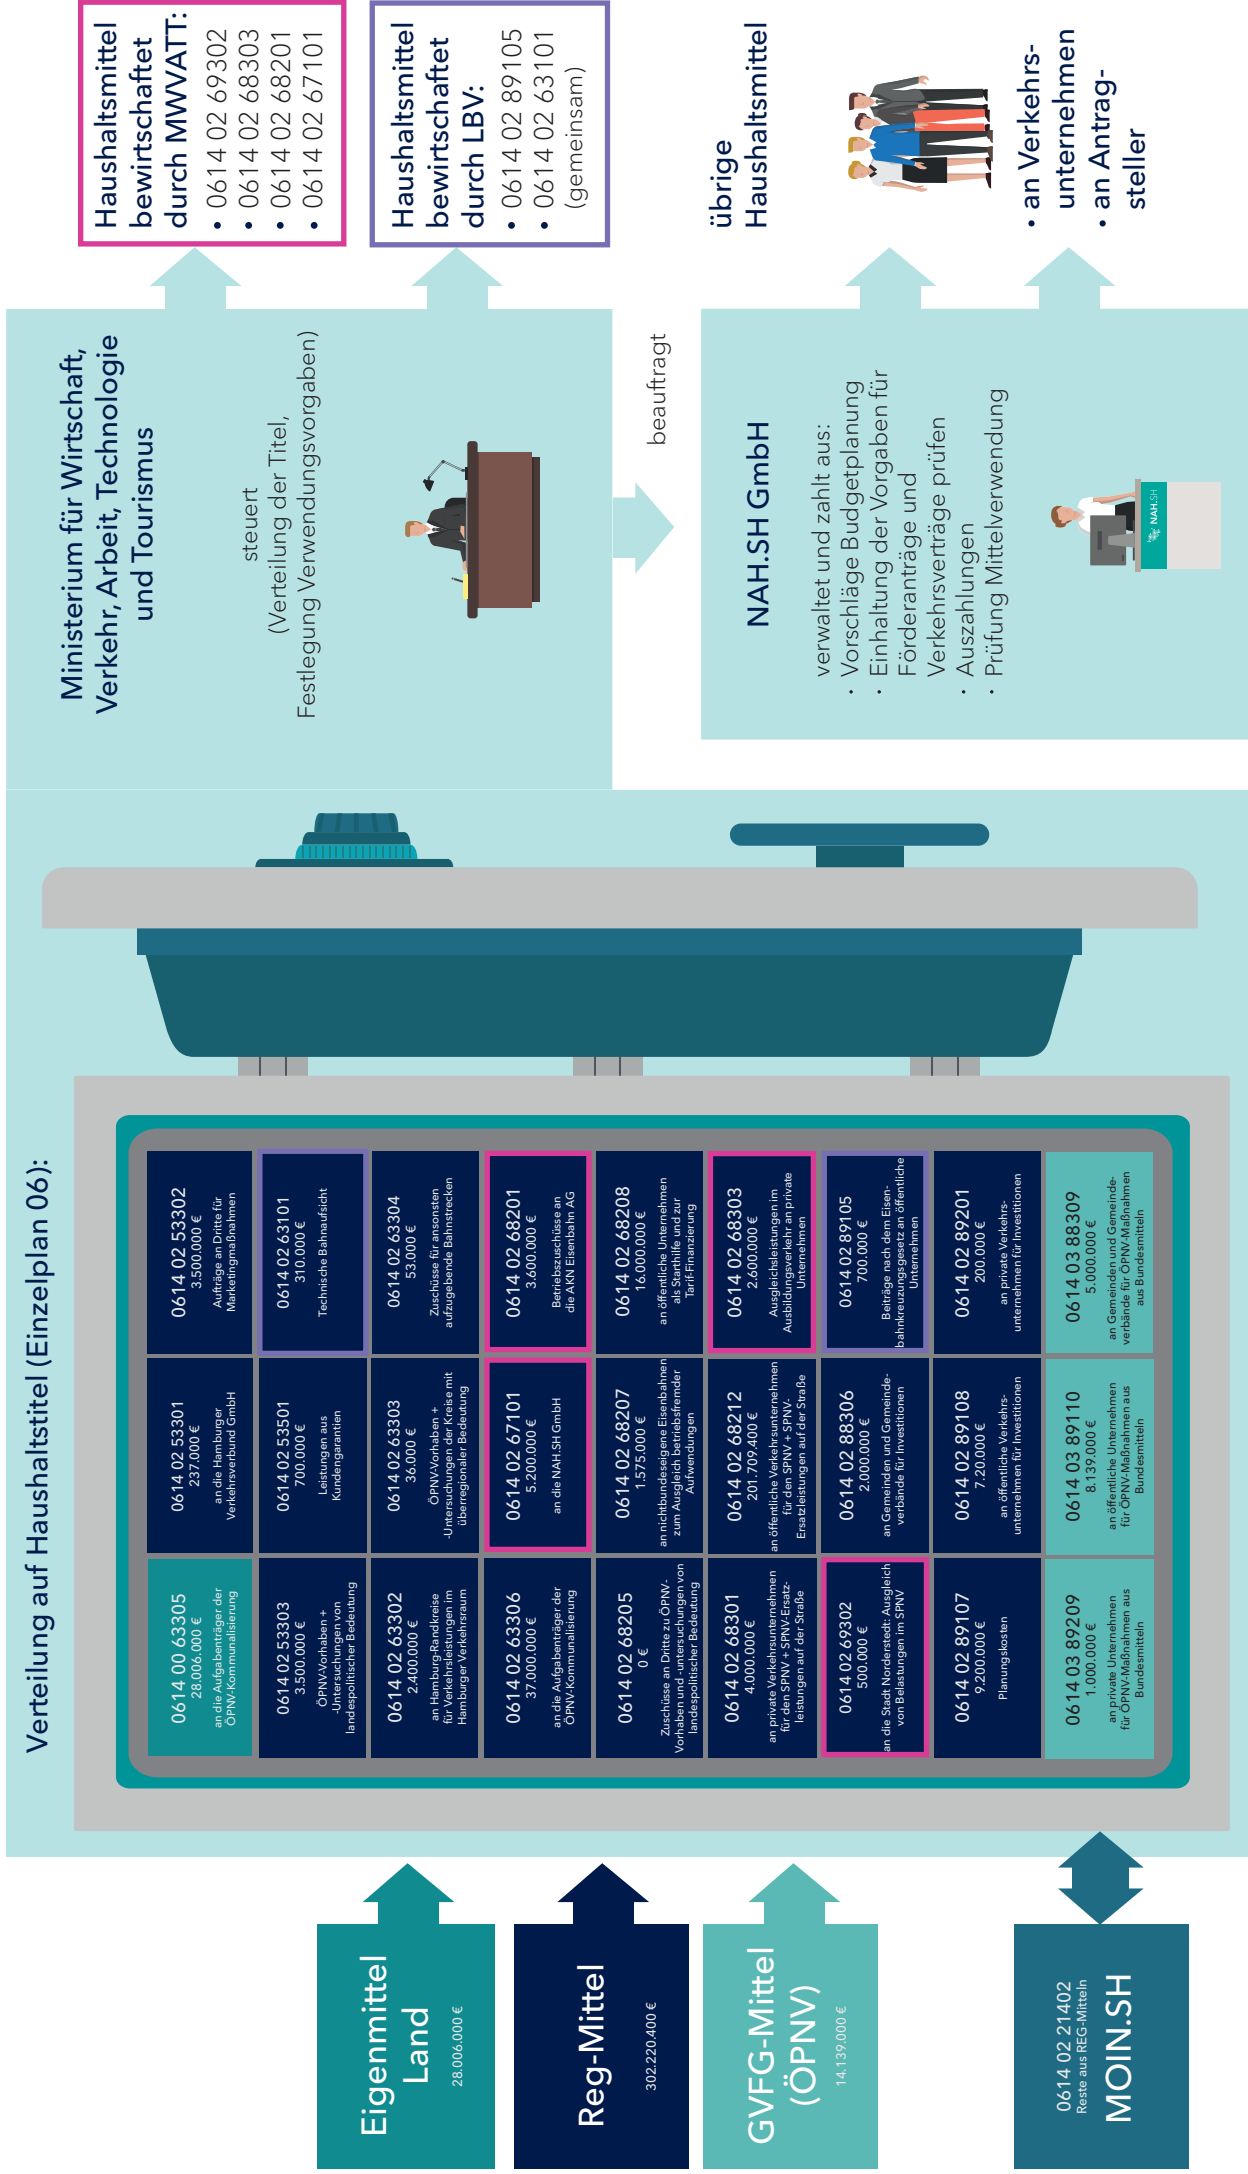 Eigenmittel
Land
28.006.000 €
Reg-Mittel
302.220.400 €
GVFG-Mittel
(ÖPNV)
14.139.000 €
0614 02 21402
Reste aus REG-Mitteln
MOIN.SH
Verteilung auf Haushaltstitel (Einzelplan 06):
0614 00 63305
28.006.000 €
an die Aufgabenträger der
ÖPNV-Kommunalisierung
0614 02 53301
237.000 €
an die Hamburger
Verkehrsverbund GmbH
0614 02 53302
3.500.000 €
Aufträge an Dritte für
Marketingmaßnahmen
0614 02 53303
3.500.000 €
ÖPNV-Vorhaben +
-Untersuchungen von
landespolitischer Bedeutung
0614 02 53501
700.000 €
Leistungen aus
Kundengarantien
0614 02 63101
310.000 €
Technische Bahnaufsicht
0614 02 63302
2.400.000 €
an Hamburg-Randkreise
für Verkehrsleistungen im
Hamburger Verkehrsraum
0614 02 63303
36.000 €
ÖPNV-Vorhaben +
-Untersuchungen der Kreise mit
überregionaler Bedeutung
0614 02 63304
53.000 €
Zuschüsse für ansonsten
aufzugebende Bahnstrecken
0614 02 63306
37.000.000 €
an die Aufgabenträger der
ÖPNV-Kommunalisierung
0614 02 67101
5.200.000 €
an die NAH.SH GmbH
0614 02 68201
3.600.000 €
Betriebszuschüsse an
die AKN Eisenbahn AG
0614 02 68205
0 €
Zuschüsse an Dritte zu ÖPNV-
Vorhaben und -untersuchungen von
landespolitischer Bedeutung
0614 02 68207
1.575.000 €
an nichtbundeseigene Eisenbahnen
zum Ausgleich betriebsfremder
Aufwendungen
0614 02 68208
16.000.000 €
an öffentliche Unternehmen
als Starthilfe und zur
Tarif-Finanzierung
0614 02 68301
4.000.000 €
an private Verkehrsunternehmen
für den SPNV + SPNV-Ersatz-
leistungen auf der Straße
0614 02 68212
201.709.400 €
an öffentliche Verkehrsunternehmen
für den SPNV + SPNV-
Ersatzleistungen auf der Straße
0614 02 68303
2.600.000 €
Ausgleichsleistungen im
Ausbildungsverkehr an private
Unternehmen
0614 02 69302
500.000 €
an die Stadt Norderstedt: Ausgleich
von Belastungen im SPNV
0614 02 88306
2.000.000 €
an Gemeinden und Gemeinde-
verbände für Investitionen
0614 02 89105
700.000 €
Beiträge nach dem Eisen-
bahnkreuzungsgesetz an öffentliche
Unternehmen
0614 02 89107
9.200.000 €
Planungskosten
0614 02 89108
7.20.000 €
an öffentliche Verkehrs-
unternehmen für Investitionen
0614 02 89201
200.000 €
an private Verkehrs-
unternehmen für Investitionen
0614 03 89209
1.000.000 €
an private Unternehmen
für ÖPNV-Maßnahmen aus
Bundesmitteln
0614 03 89110
8.139.000 €
an öffentliche Unternehmen
für ÖPNV-Maßnahmen aus
Bundesmitteln
0614 03 88309
5.000.000 €
an Gemeinden und Gemeinde-
verbände für ÖPNV-Maßnahmen
aus Bundesmitteln
Ministerium für Wirtschaft,
Verkehr, Arbeit, Technologie
und Tourismus
steuert
(Verteilung der Titel,
Festlegung Verwendungsvorgaben)
beauftragt
NAH.SH GmbH
verwaltet und zahlt aus:
· Vorschläge Budgetplanung
· Einhaltung der Vorgaben für
Förderanträge und
Verkehrsverträge prüfen
· Auszahlungen
· Prüfung Mittelverwendung
NAH.SH
Haushaltsmittel
bewirtschaftet
durch MWVATT:
• 0614 02 69302
• 0614 02 68303
• 0614 02 68201
• 0614 02 67101
Haushaltsmittel
bewirtschaftet
durch LBV:
• 0614 02 89105
• 0614 02 63101
(gemeinsam)
übrige
Haushaltsmittel
· an Verkehrs-
unternehmen
· an Antrag-
steller